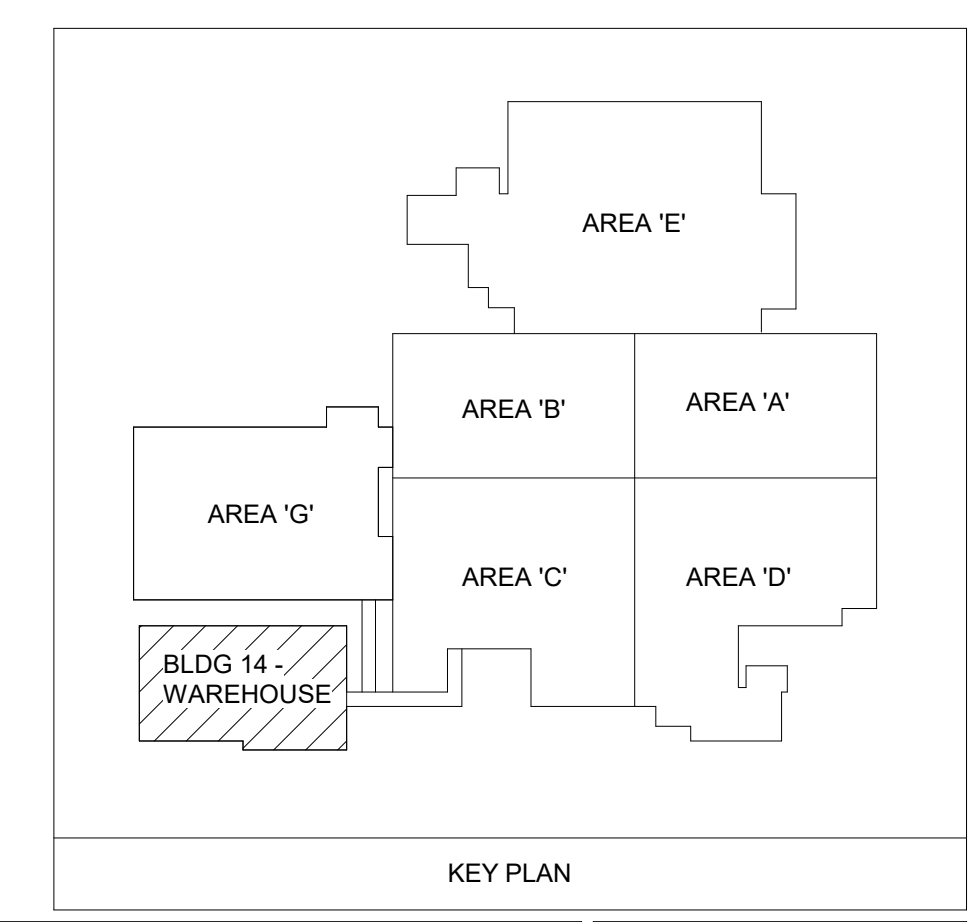 AREA 'E'
AREA 'B'
AREA 'A'
AREA 'G'
AREA 'C'
AREA 'D'
BLDG 14 -
WAREHOUSE
KEY PLAN